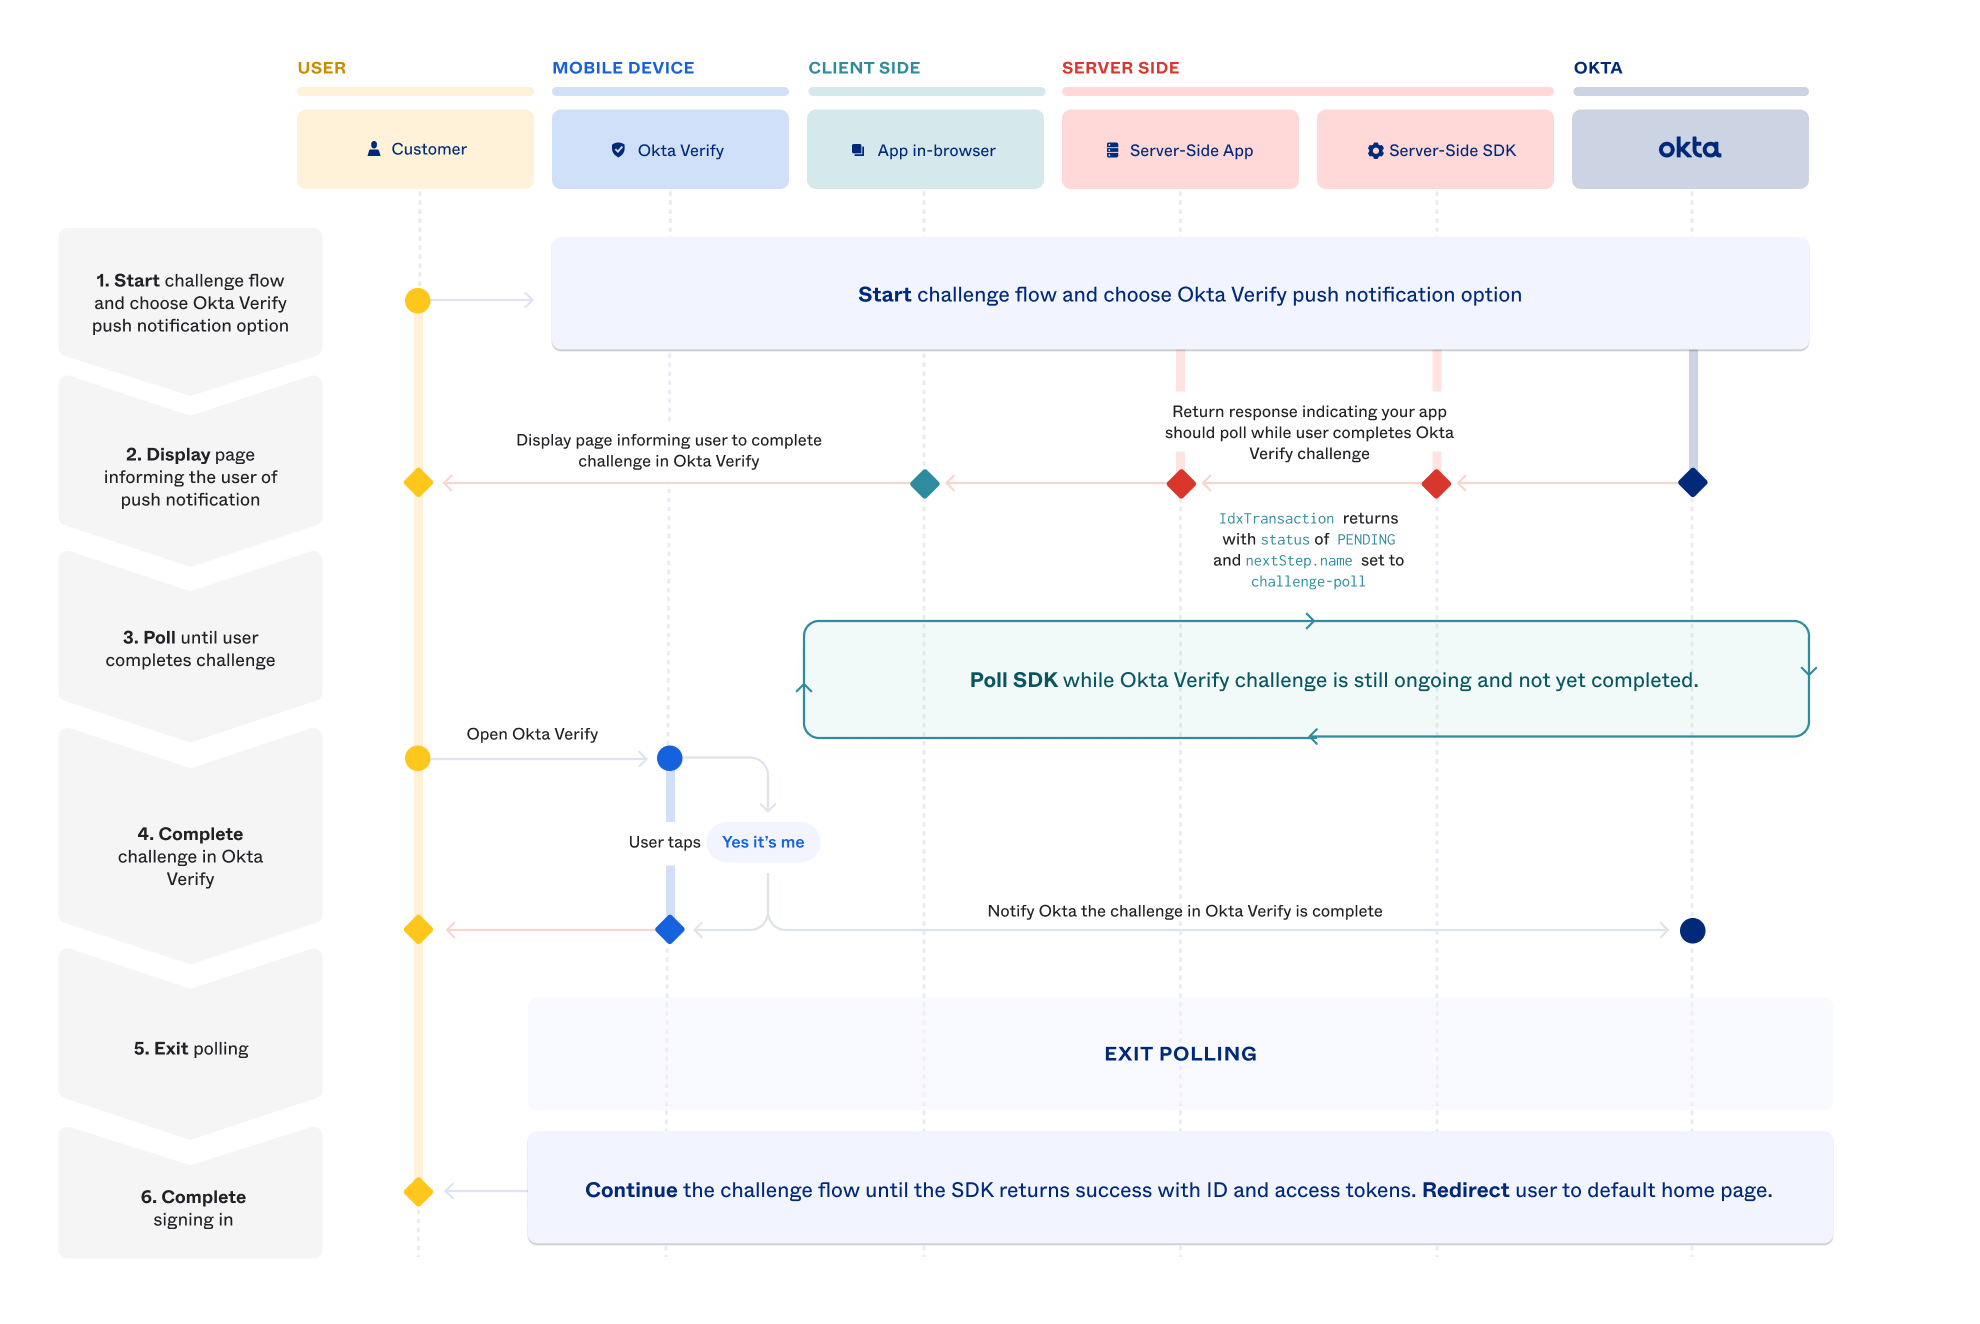 USER
MOBILE DEVICE
CLIENT SIDE
SERVER SIDE
OKTA
Customer
Okta Verify
App in-browser
Server-Side App
Server-Side SDK
okta
1. Start challenge flow
and choose Okta Verify
push notification option
Start challenge flow and choose Okta Verify push notification option
2. Display page
informing the user of
push notification
Display page informing user to complete
challenge in Okta Verify
Return response indicating your app
should poll while user completes Okta
Verify challenge
IdxTransaction returns
with status of PENDING
and nextStep.name set to
challenge-poll
3. Poll until user
completes challenge
Poll SDK while Okta Verify challenge is still ongoing and not yet completed.
Open Okta Verify
4. Complete
challenge in Okta
Verify
User taps Yes it's me
Notify Okta the challenge in Okta Verify is complete
5. Exit polling
EXIT POLLING
6. Complete
signing in
Continue the challenge flow until the SDK returns success with ID and access tokens. Redirect user to default home page.